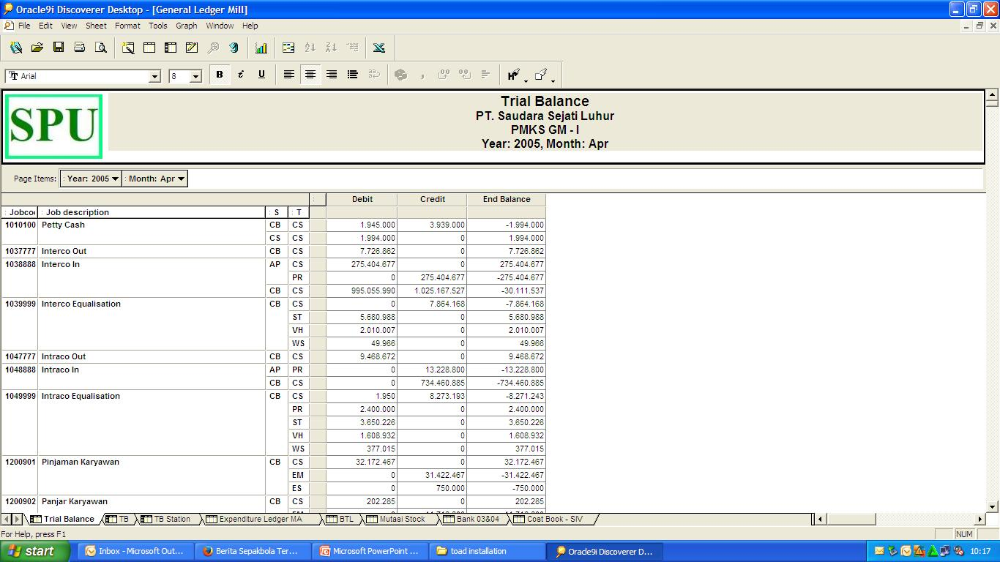 Oracle9i Discoverer Desktop - [General Ledger Mill]
File Edit View Sheet Format Tools Graph Window Help
Arial 8 B i U
SPU
Trial Balance
PT. Saudara Sejati Luhur
PMKS GM - I
Year: 2005, Month: Apr
Page Items: Year: 2005 Month: Apr
Debit Credit End Balance
Jobco Job description S T
1010100 Petty Cash CB CS 1.945.000 3.939.000 -1.994.000
CS CS 1.994.000 0 1.994.000
1037777 Interco Out CB CS 7.726.862 0 7.726.862
1038888 Interco In AP CS 275.404.677 0 275.404.677
PR 0 275.404.677 -275.404.677
CB CS 995.055.990 1.025.167.527 -30.111.537
1039999 Interco Equalisation CB CS 0 7.864.168 -7.864.168
ST 5.680.988 0 5.680.988
VH 2.010.007 0 2.010.007
WS 49.966 0 49.966
1047777 Intraco Out CB CS 9.468.672 0 9.468.672
1048888 Intraco In AP PR 0 13.228.800 -13.228.800
CB CS 0 734.460.885 -734.460.885
1049999 Intraco Equalisation CB CS 1.950 8.273.193 -8.271.243
PR 2.400.000 0 2.400.000
ST 3.650.226 0 3.650.226
VH 1.608.932 0 1.608.932
WS 377.015 0 377.015
1200901 Pinjaman Karyawan CB CS 32.172.467 0 32.172.467
EM 0 31.422.467 -31.422.467
ES 0 750.000 -750.000
1200902 Panjar Karyawan CB CS 202.285 0 202.285
Trial Balance TB TB Station Expenditure Ledger MA BTL Mutasi Stock Bank 03&04 Cost Book - SIV
For Help, press F1 NUM
start Inbox - Microsoft Out... Berita Sepakbola Ter... Microsoft PowerPoint ... toad installation Oracle9i Discoverer D... 10:17